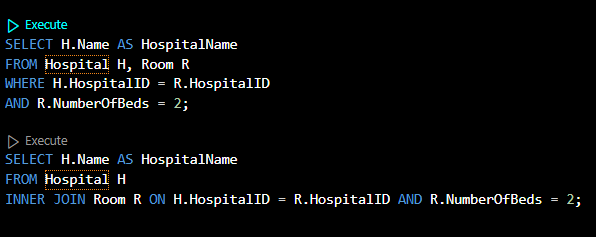 Execute
SELECT H.Name AS HospitalName
FROM Hospital H, Room R
WHERE H.HospitalID = R.HospitalID
AND R.NumberOfBeds = 2;
Execute
SELECT H.Name AS HospitalName
FROM Hospital H
INNER JOIN Room R ON H.HospitalID = R.HospitalID AND R.NumberOfBeds = 2;